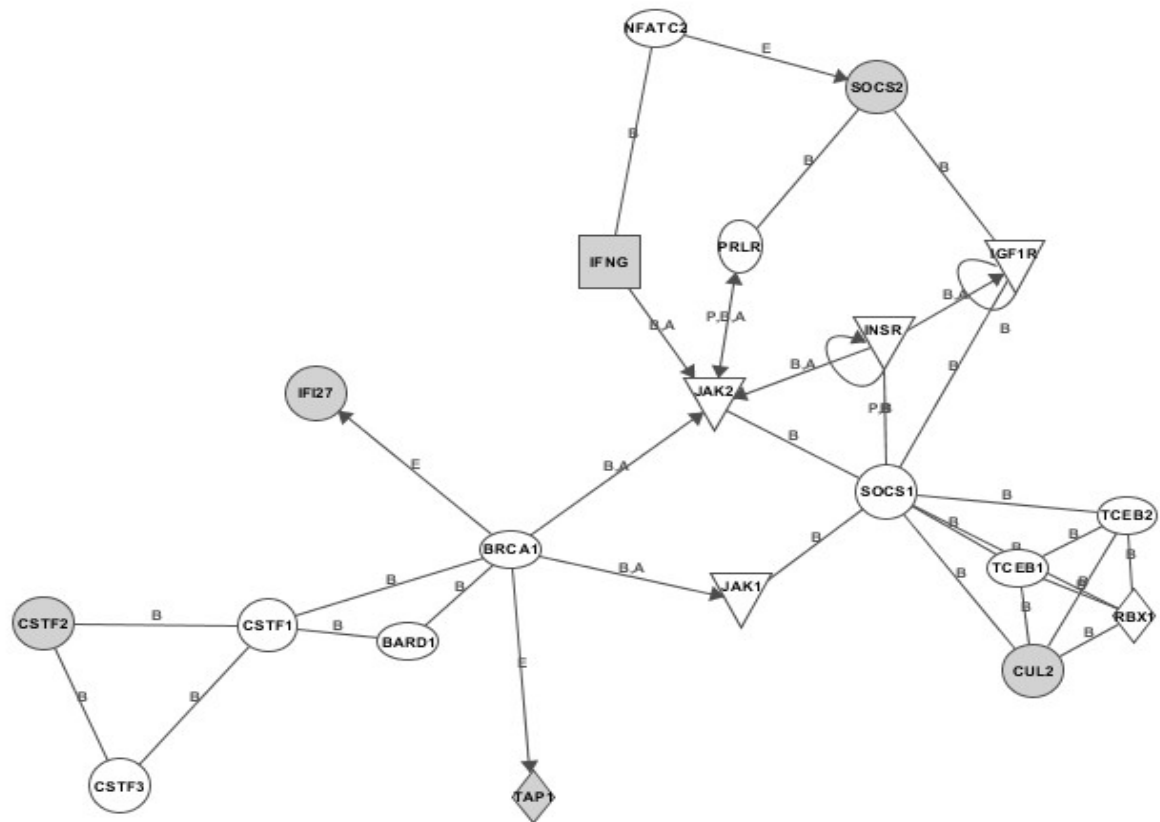 NFATC2
E
SOCS2
B
B
B
PRLR
IFNG
IGF1R
B,A
INSR
B,A
P,B,A
B
B,A
B
IFI27
JAK2
P,B
B
E
B,A
SOCS1
B
TCEB2
B
B
B
B
BRCA1
B
TCEB1
B,A
B
B
B
B
JAK1
B
B
RBX1
CSTF2
B
CSTF1
B
BARD1
B
CUL2
E
B
B
CSTF3
TAP1